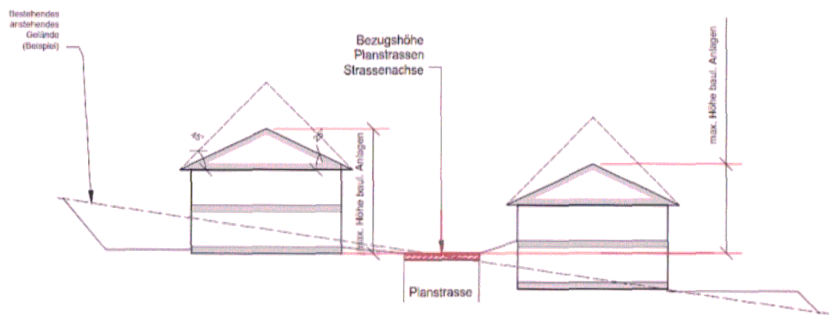 Bestehendes
anstehendes
Gelände
(Beispiel)
Bezugshöhe
Planstrassen
Strassenachse
45°
max. Höhe baul. Anlagen
max. Höhe baul. Anlagen
Planstrasse